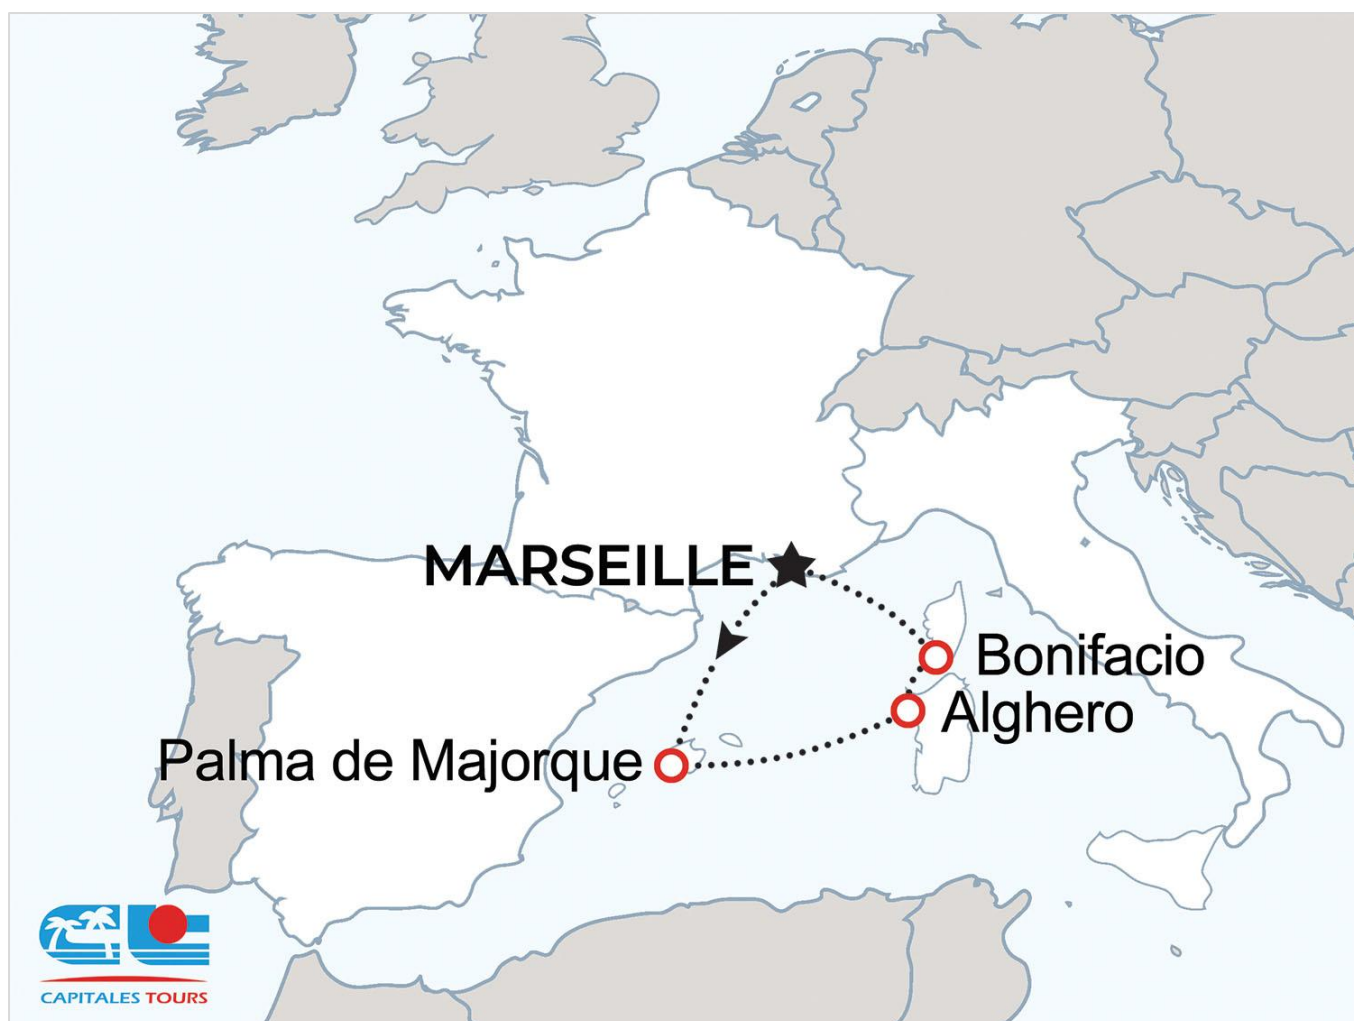 MARSEILLE
Bonifacio
Alghero
Palma de Majorque
CAPITALES TOURS